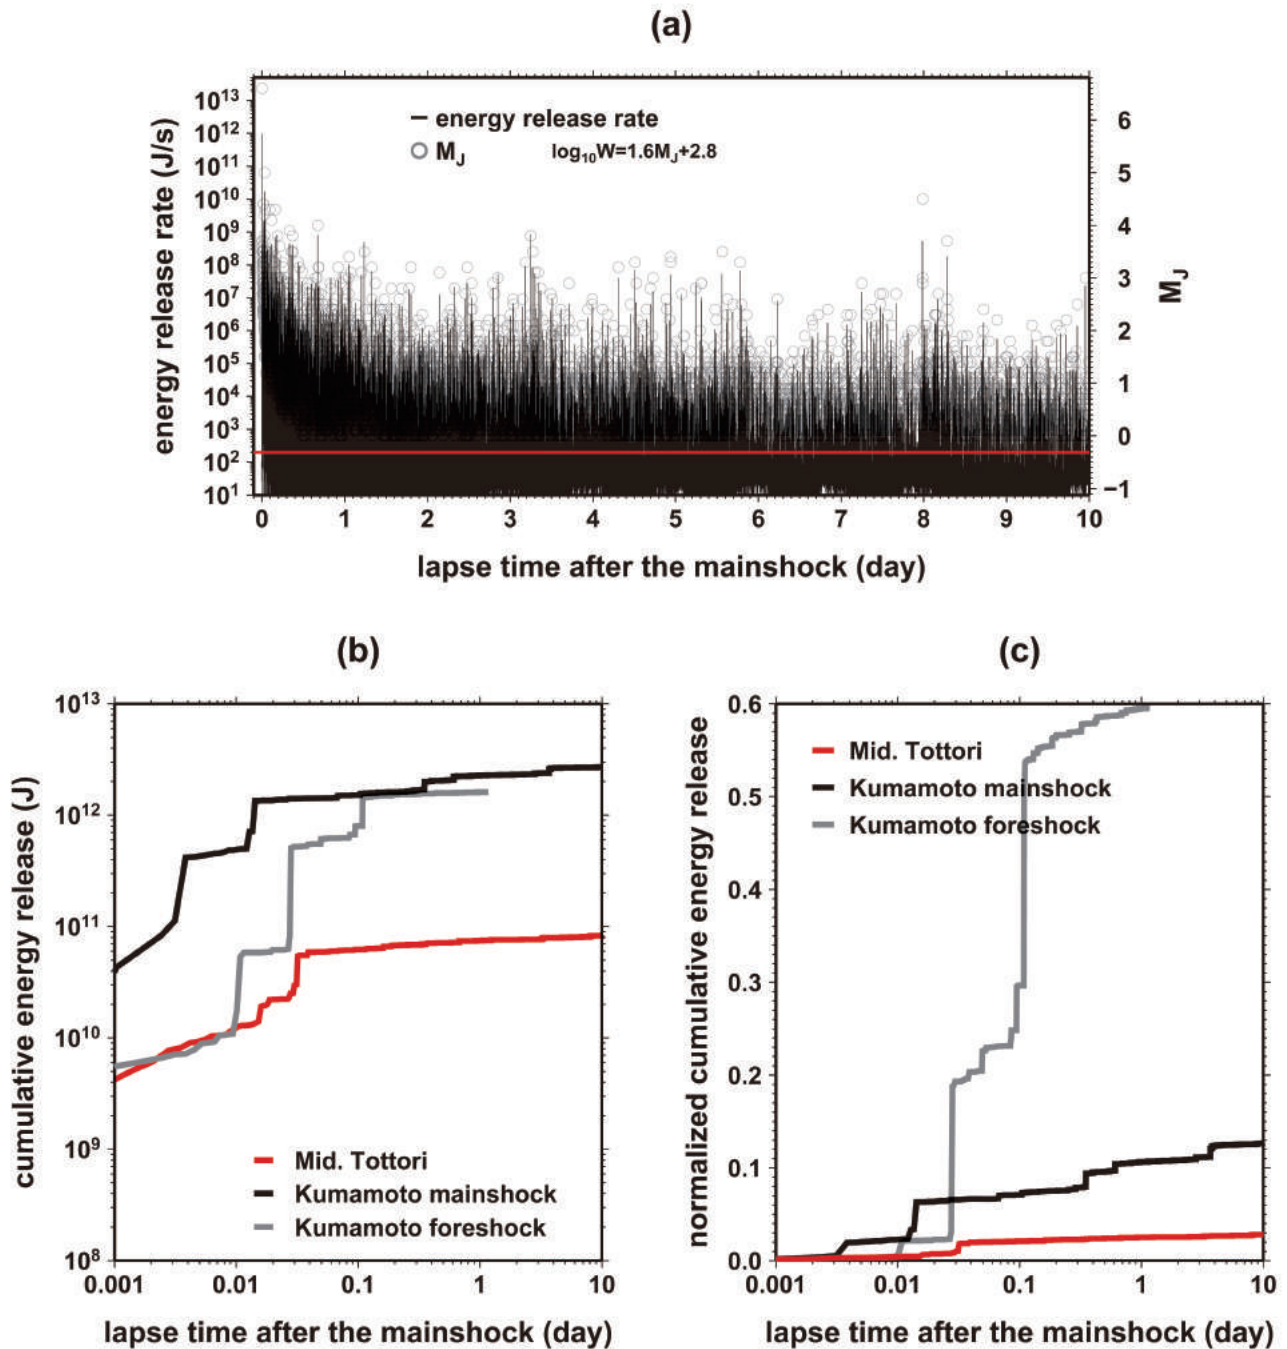 (a)
energy release rate (J/s)
10¹³
10¹²
10¹¹
10¹⁰
10⁹
10⁸
10⁷
10⁶
10⁵
10⁴
10³
10²
10¹
energy release rate
M_J log₁₀W=1.6M_J+2.8
6
5
4
3
2
1
0
−1
M_J
0 1 2 3 4 5 6 7 8 9 10
lapse time after the mainshock (day)
(b)
cumulative energy release (J)
10¹³
10¹²
10¹¹
10¹⁰
10⁹
10⁸
Mid. Tottori
Kumamoto mainshock
Kumamoto foreshock
0.001 0.01 0.1 1 10
lapse time after the mainshock (day)
(c)
normalized cumulative energy release
0.6
0.5
0.4
0.3
0.2
0.1
0.0
Mid. Tottori
Kumamoto mainshock
Kumamoto foreshock
0.001 0.01 0.1 1 10
lapse time after the mainshock (day)